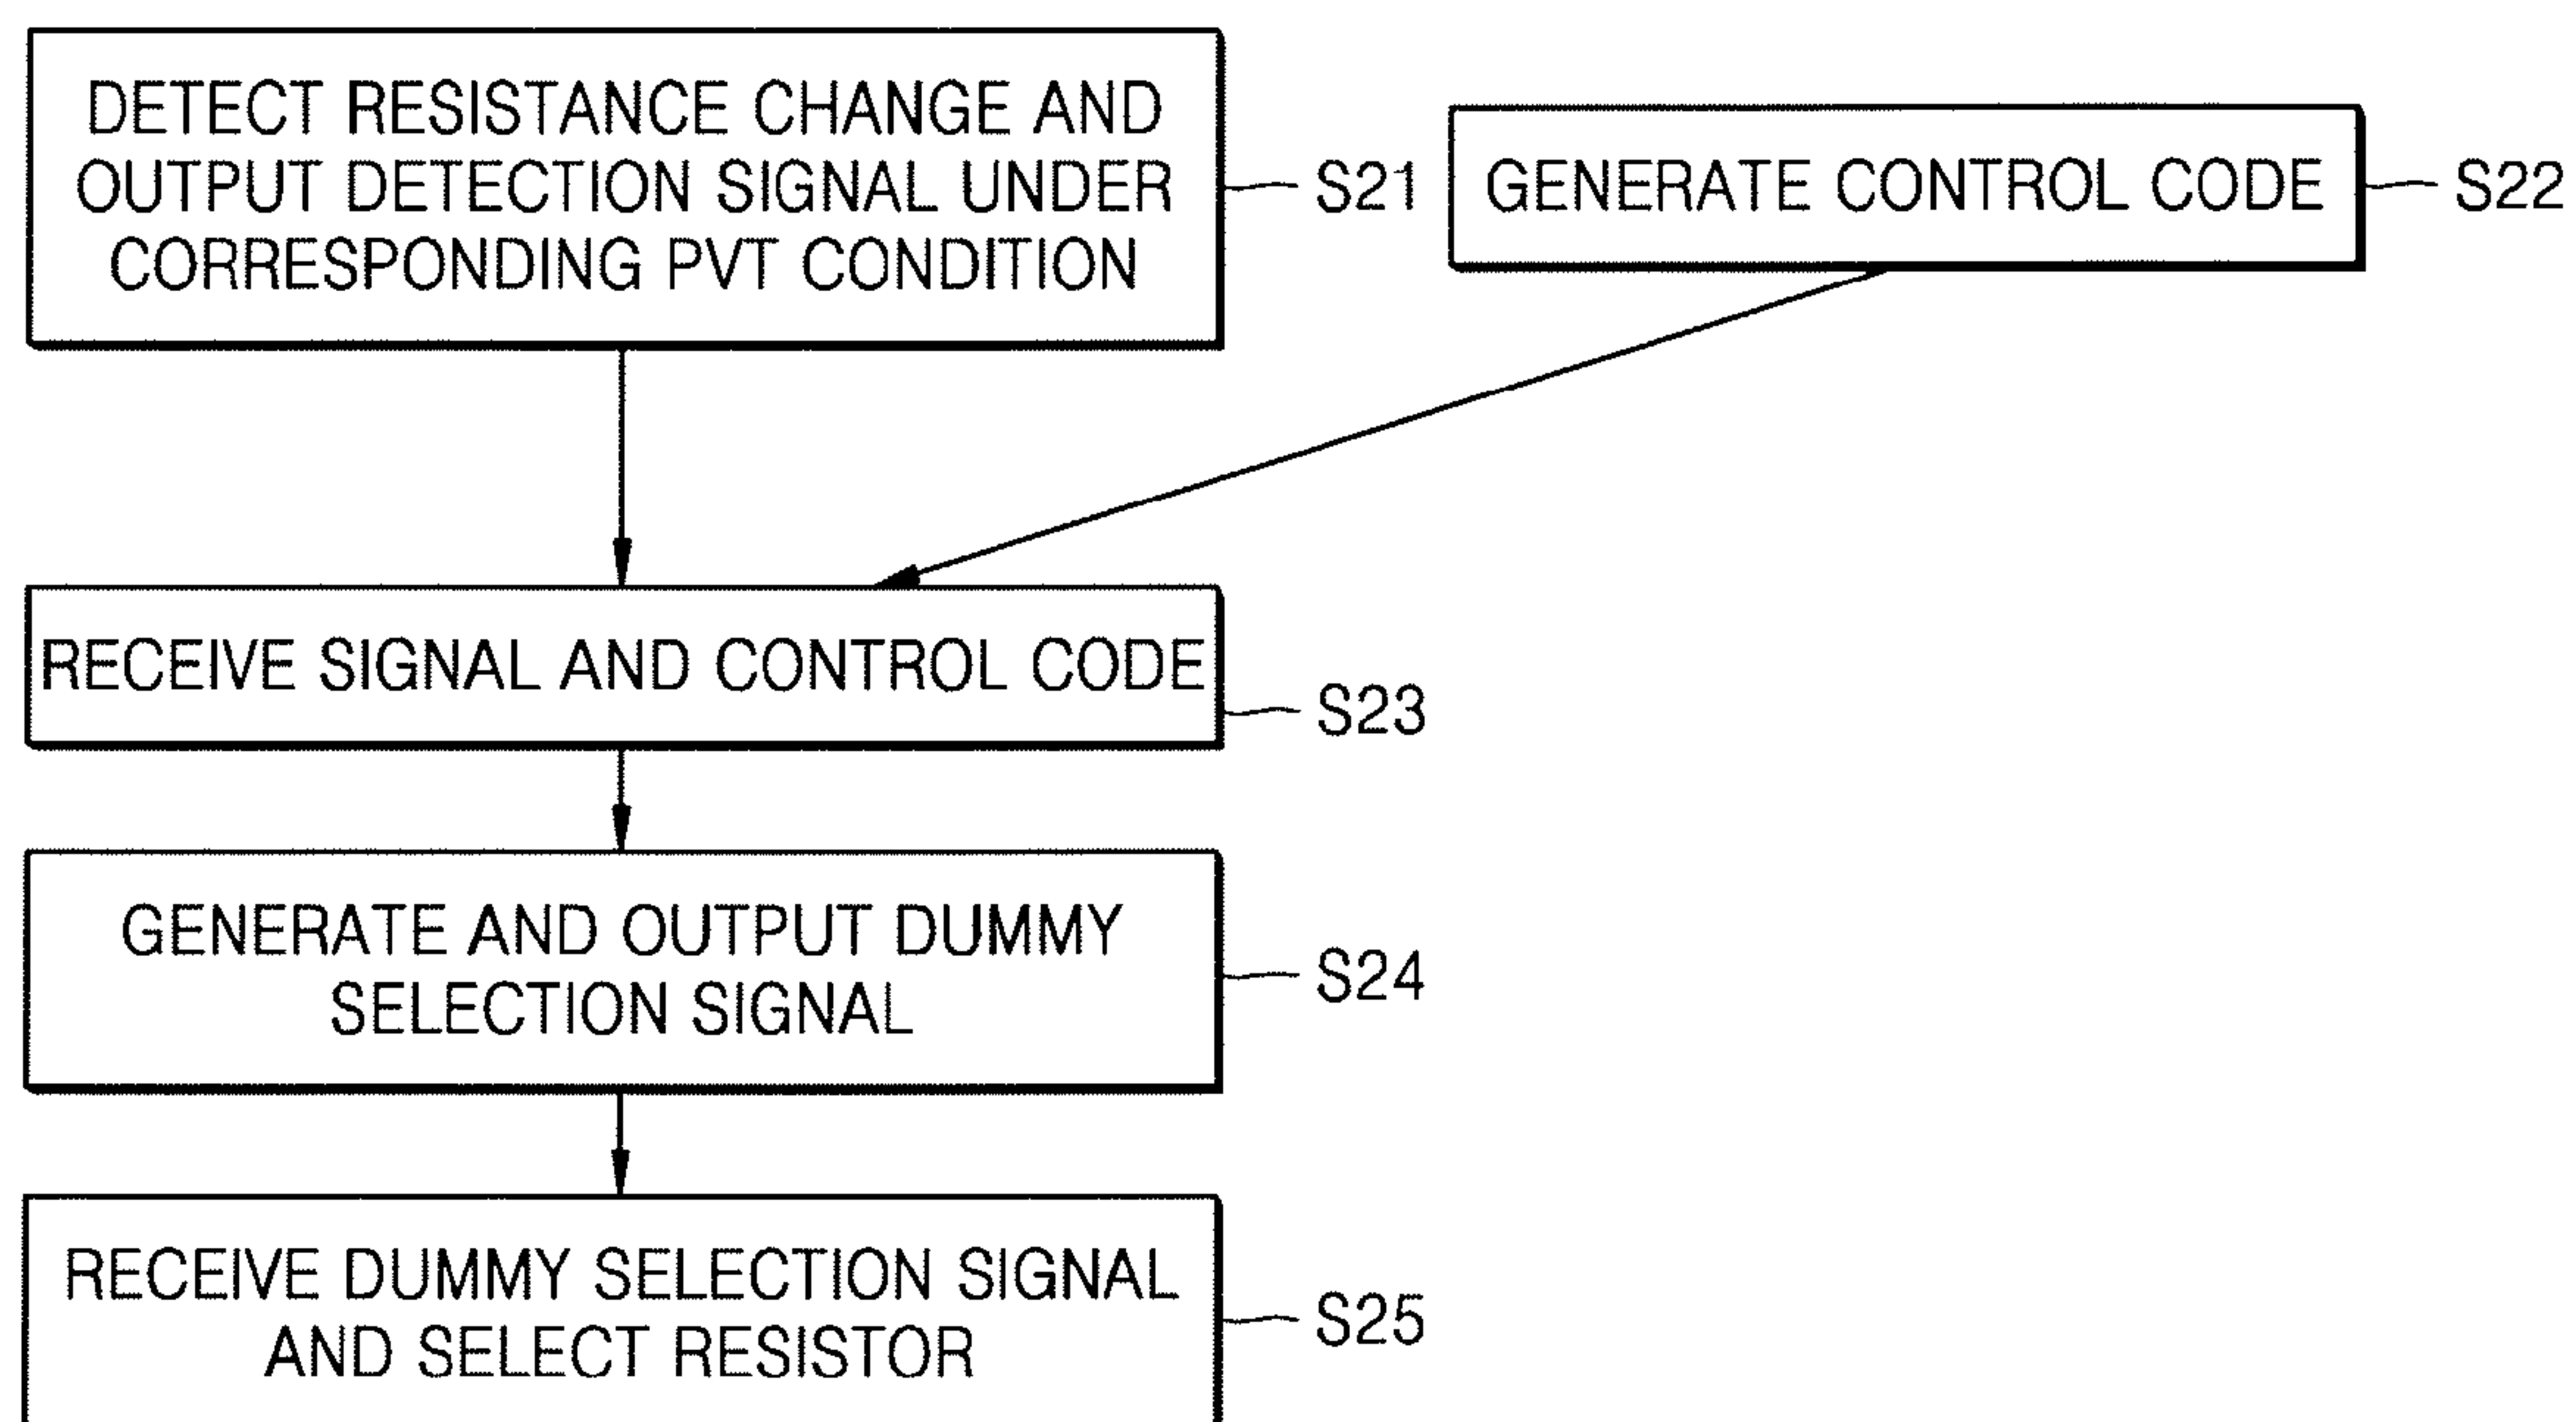 DETECT RESISTANCE CHANGE AND
OUTPUT DETECTION SIGNAL UNDER
CORRESPONDING PVT CONDITION
S21
GENERATE CONTROL CODE
S22
RECEIVE SIGNAL AND CONTROL CODE
S23
GENERATE AND OUTPUT DUMMY
SELECTION SIGNAL
S24
RECEIVE DUMMY SELECTION SIGNAL
AND SELECT RESISTOR
S25